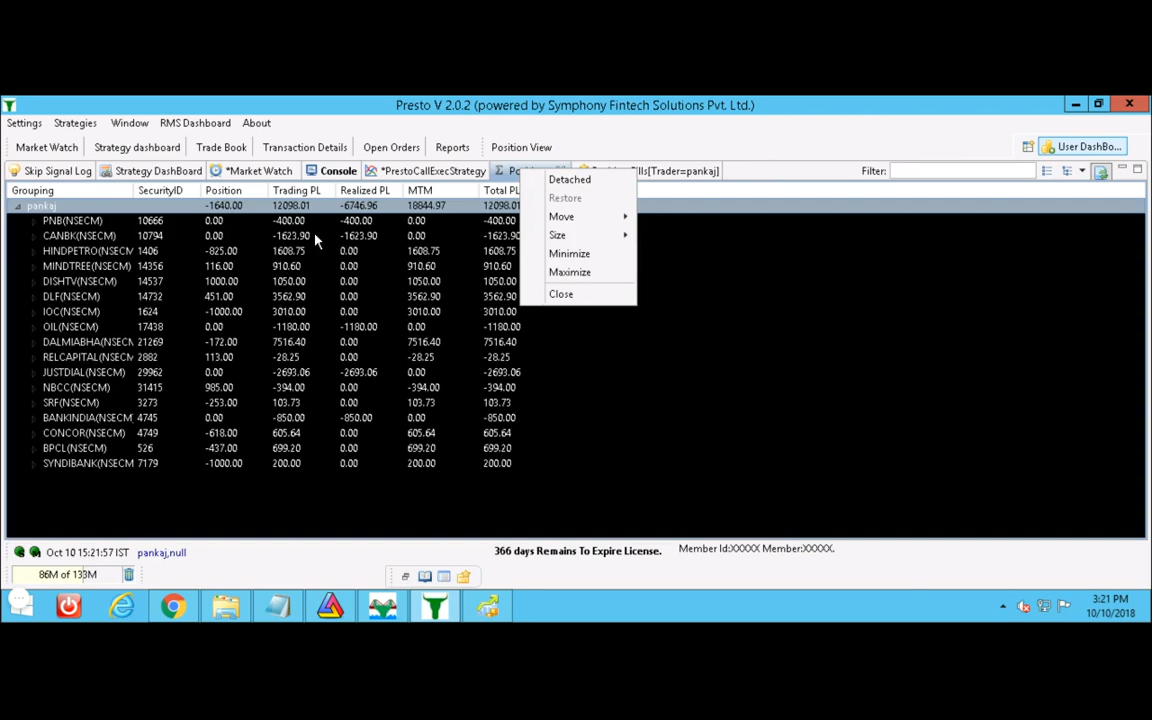 Presto V 2.0.2 (powered by Symphony Fintech Solutions Pvt. Ltd.)
Settings Strategies Window RMS Dashboard About
Market Watch Strategy dashboard Trade Book Transaction Details Open Orders Reports Position View User DashBo...
Skip Signal Log Strategy DashBoard *Market Watch Console *PrestoCallExecStrategy [Trader=pankaj] Filter:
Grouping SecurityID Position Trading PL Realized PL MTM Total PL
pankaj -1640.00 12098.01 -6746.96 18844.97 12098.01
PNB(NSECM) 10666 0.00 -400.00 -400.00 0.00 -400.00
CANBK(NSECM) 10794 0.00 -1623.90 -1623.90 0.00 -1623.90
HINDPETRO(NSECM 1406 -825.00 1608.75 0.00 1608.75 1608.75
MINDTREE(NSECM) 14356 116.00 910.60 0.00 910.60 910.60
DISHTV(NSECM) 14537 1000.00 1050.00 0.00 1050.00 1050.00
DLF(NSECM) 14732 451.00 3562.90 0.00 3562.90 3562.90
IOC(NSECM) 1624 -1000.00 3010.00 0.00 3010.00 3010.00
OIL(NSECM) 17438 0.00 -1180.00 -1180.00 0.00 -1180.00
DALMIABHA(NSECM 21269 -172.00 7516.40 0.00 7516.40 7516.40
RELCAPITAL(NSECM 2882 113.00 -28.25 0.00 -28.25 -28.25
JUSTDIAL(NSECM) 29962 0.00 -2693.06 -2693.06 0.00 -2693.06
NBCC(NSECM) 31415 985.00 -394.00 0.00 -394.00 -394.00
SRF(NSECM) 3273 -253.00 103.73 0.00 103.73 103.73
BANKINDIA(NSECM) 4745 0.00 -850.00 -850.00 0.00 -850.00
CONCOR(NSECM) 4749 -618.00 605.64 0.00 605.64 605.64
BPCL(NSECM) 526 -437.00 699.20 0.00 699.20 699.20
SYNDIBANK(NSECM 7179 -1000.00 200.00 0.00 200.00 200.00
Detached
Restore
Move
Size
Minimize
Maximize
Close
Oct 10 15:21:57 IST pankaj,null 366 days Remains To Expire License. Member Id:XXXXX Member:XXXXX.
86M of 133M
3:21 PM
10/10/2018